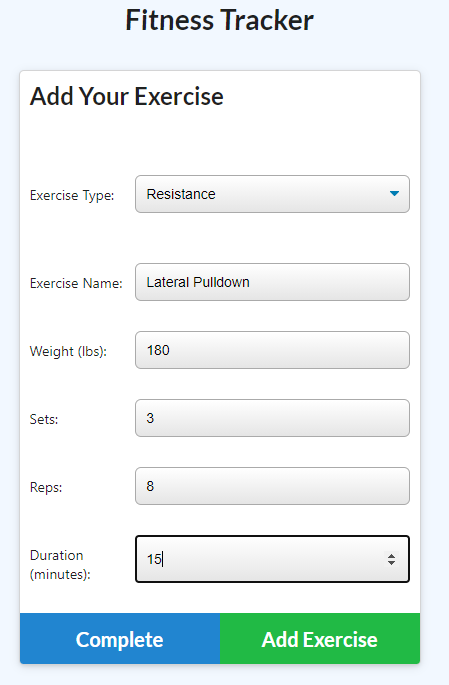 Fitness Tracker
Add Your Exercise
Exercise Type: Resistance
Exercise Name: Lateral Pulldown
Weight (lbs): 180
Sets: 3
Reps: 8
Duration
(minutes): 15
Complete Add Exercise